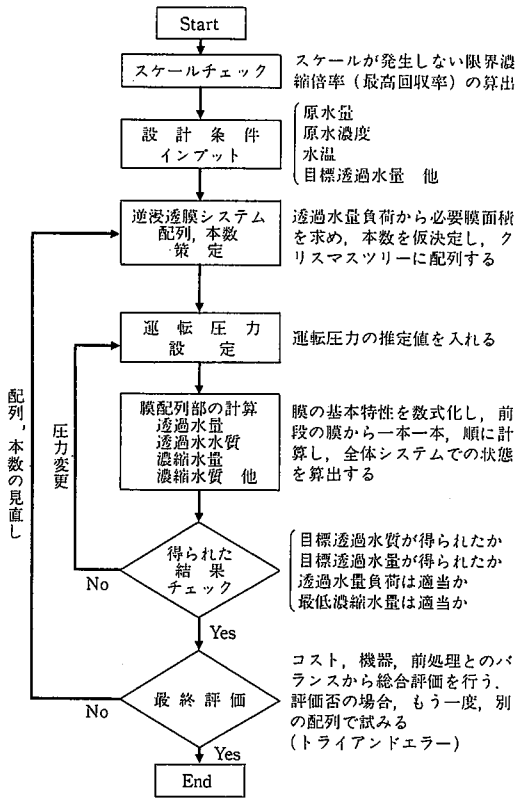 Start
スケールチェック
スケールが発生しない限界濃
縮倍率(最高回収率)の算出
設計条件
インプット
原水量
原水濃度
水温
目標透過水量 他
逆浸透膜システム
配列,本数
策定
透過水量負荷から必要膜面積
を求め,本数を仮決定し,ク
リスマスツリーに配列する
運転圧力
設定
運転圧力の推定値を入れる
膜配列部の計算
透過水量
透過水水質
濃縮水量
濃縮水質 他
膜の基本特性を数式化し,前
段の膜から一本一本,順に計
算し,全体システムでの状態
を算出する
配列,本数の見直し
圧力変更
得られた
結果
チェック
No
Yes
目標透過水質が得られたか
目標透過水量が得られたか
透過水量負荷は適当か
最低濃縮水量は適当か
最終評価
No
Yes
コスト,機器,前処理とのバ
ランスから総合評価を行う.
評価否の場合,もう一度,別
の配列で試みる
(トライアンドエラー)
End